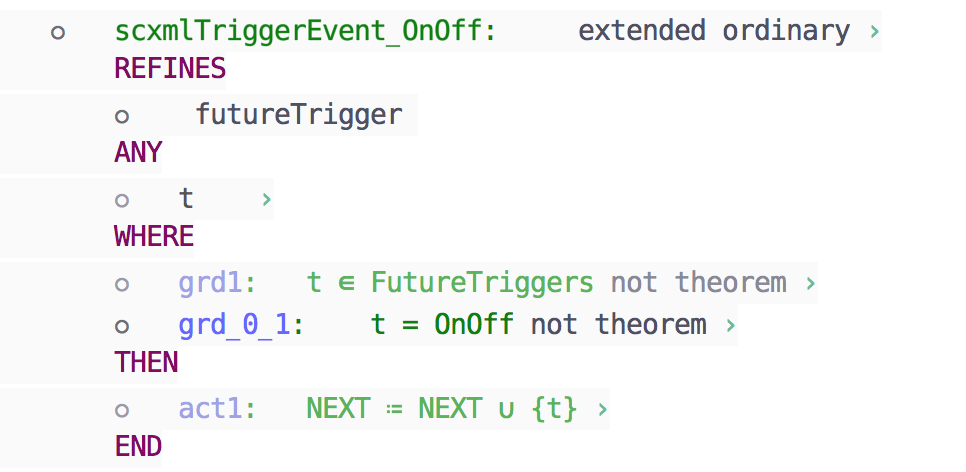 scxmlTriggerEvent_OnOff: extended ordinary ›
REFINES
futureTrigger
ANY
t ›
WHERE
grd1: t ∈ FutureTriggers not theorem ›
grd_0_1: t = OnOff not theorem ›
THEN
act1: NEXT ≔ NEXT ∪ {t} ›
END